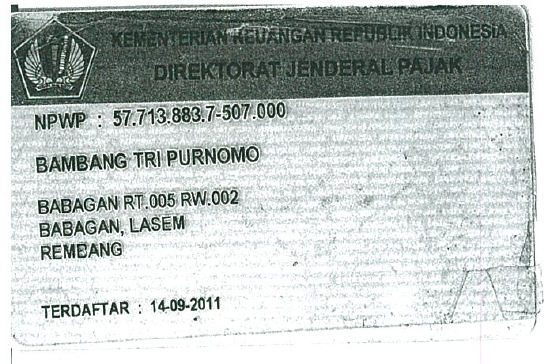 KEMENTERIAN KEUANGAN REPUBLIK INDONESIA
DIREKTORAT JENDERAL PAJAK
NPWP : 57.713.883.7-507.000
BAMBANG TRI PURNOMO
BABAGAN RT.005 RW.002
BABAGAN, LASEM
REMBANG
TERDAFTAR : 14-09-2011